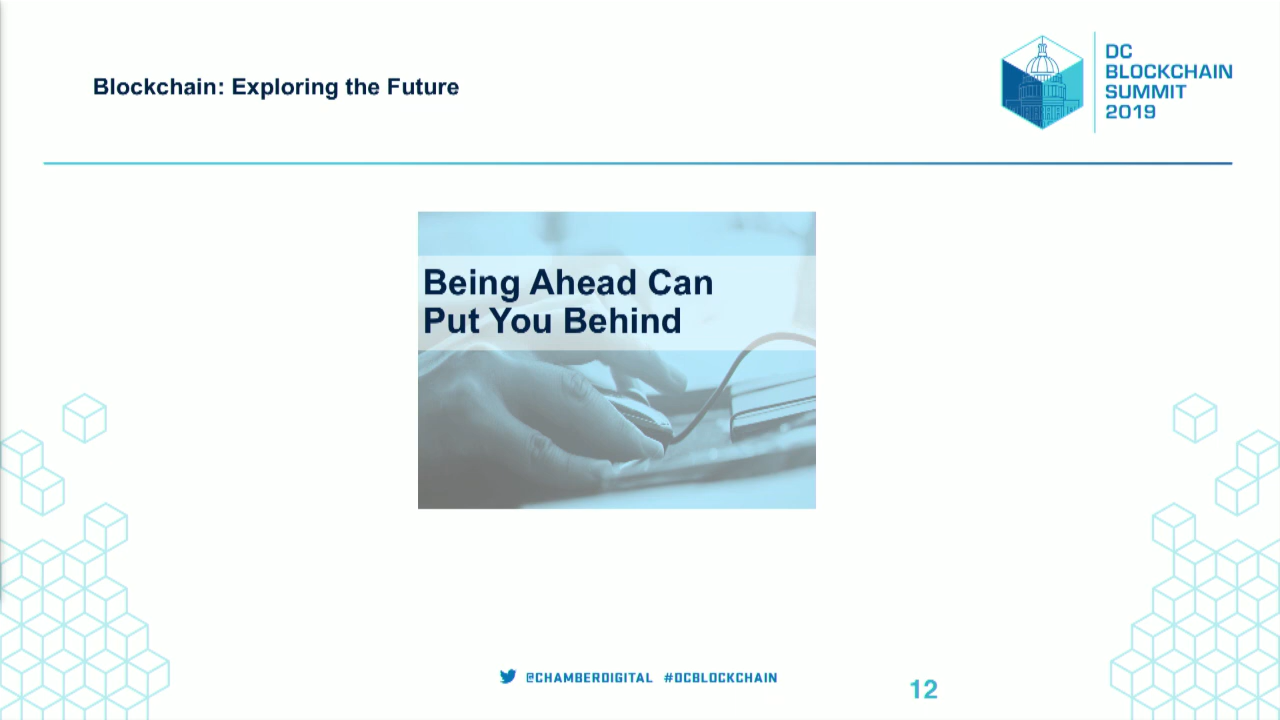 Blockchain: Exploring the Future
DC
BLOCKCHAIN
SUMMIT
2019
Being Ahead Can
Put You Behind
@CHAMBERDIGITAL #DCBLOCKCHAIN
12